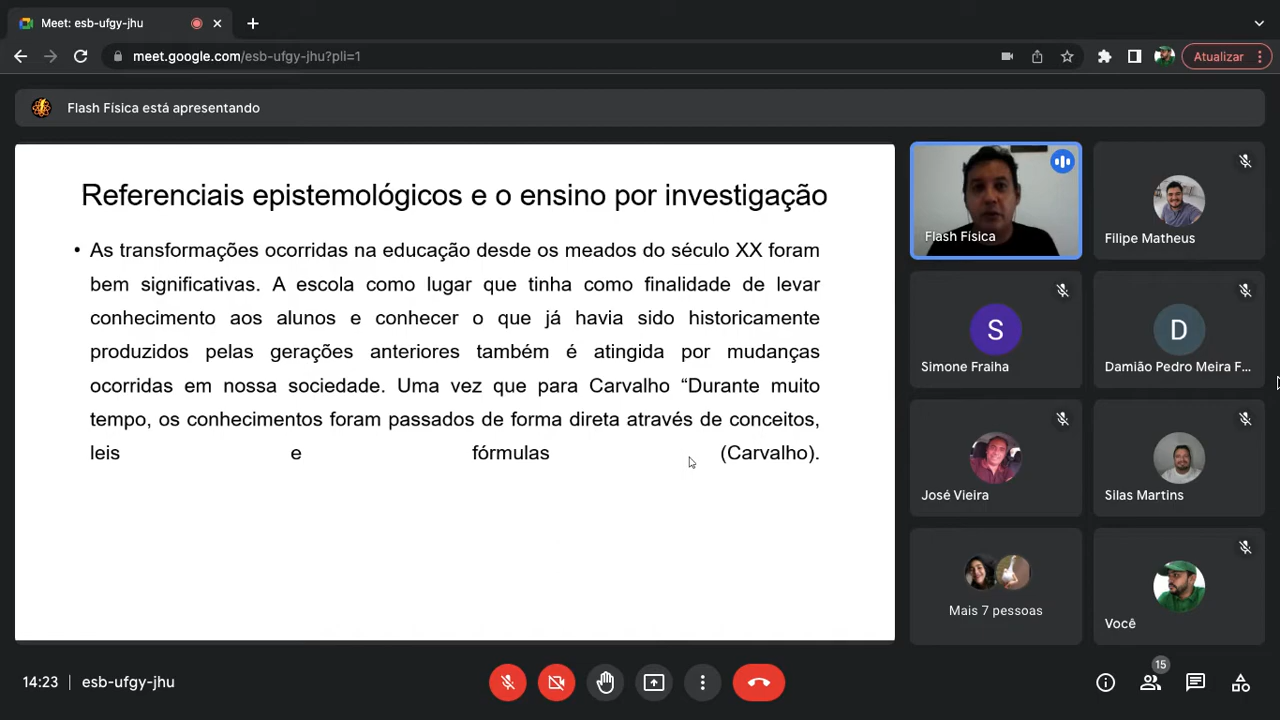 Meet: esb-ufgy-jhu
meet.google.com/esb-ufgy-jhu?pli=1
Atualizar
Flash Física está apresentando
Referenciais epistemológicos e o ensino por investigação
• As transformações ocorridas na educação desde os meados do século XX foram
bem significativas. A escola como lugar que tinha como finalidade de levar
conhecimento aos alunos e conhecer o que já havia sido historicamente
produzidos pelas gerações anteriores também é atingida por mudanças
ocorridas em nossa sociedade. Uma vez que para Carvalho “Durante muito
tempo, os conhecimentos foram passados de forma direta através de conceitos,
leis e fórmulas (Carvalho).
Flash Física
Filipe Matheus
S
Simone Fraiha
D
Damião Pedro Meira F...
José Vieira
Silas Martins
Mais 7 pessoas
Você
14:23 | esb-ufgy-jhu
15